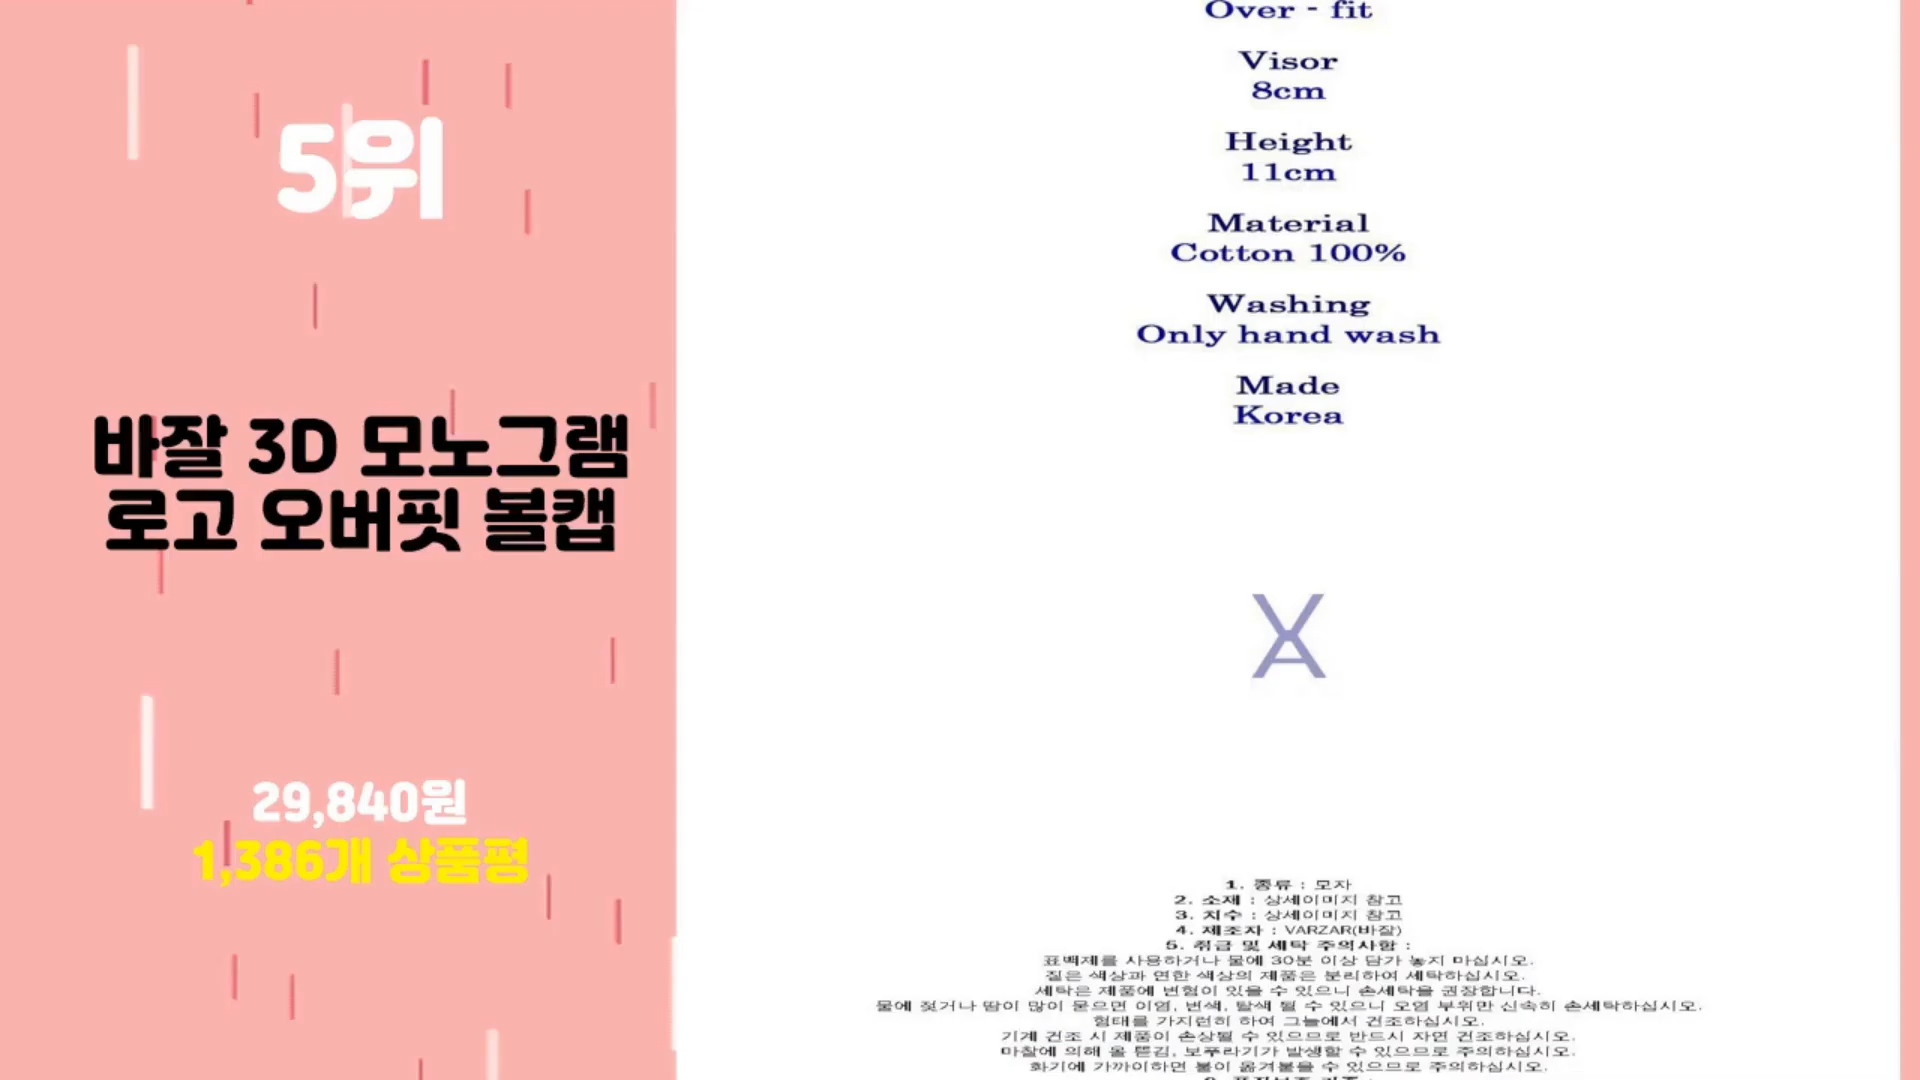 5위
바잘 3D 모노그램
로고 오버핏 볼캡
29,840원
1,386개 상품평
Over - fit
Visor
8cm
Height
11cm
Material
Cotton 100%
Washing
Only hand wash
Made
Korea
1. 종류 : 모자
2. 소제 : 상세이미지 참고
3. 치수 : 상세이미지 참고
4. 제조자 : VARZAR(바잘)
5. 취급 및 세탁 주의사항 :
표백제를 사용하거나 물에 30분 이상 담가 놓지 마십시오.
짙은 색상과 연한 색상의 제품은 분리하여 세탁하십시오.
세탁은 제품에 변형이 있을 수 있으니 손세탁을 권장합니다.
물에 젖거나 땀이 많이 묻으면 이염, 변색, 탈색 될 수 있으니 오염 부위만 신속히 손세탁하십시오.
형태를 가지런히 하여 그늘에서 건조하십시오.
기계 건조 시 제품이 손상될 수 있으므로 반드시 자연 건조하십시오.
마찰에 의해 올 뜯김, 보푸라기가 발생할 수 있으므로 주의하십시오.
화기에 가까이하면 불이 옮겨붙을 수 있으므로 주의하십시오.